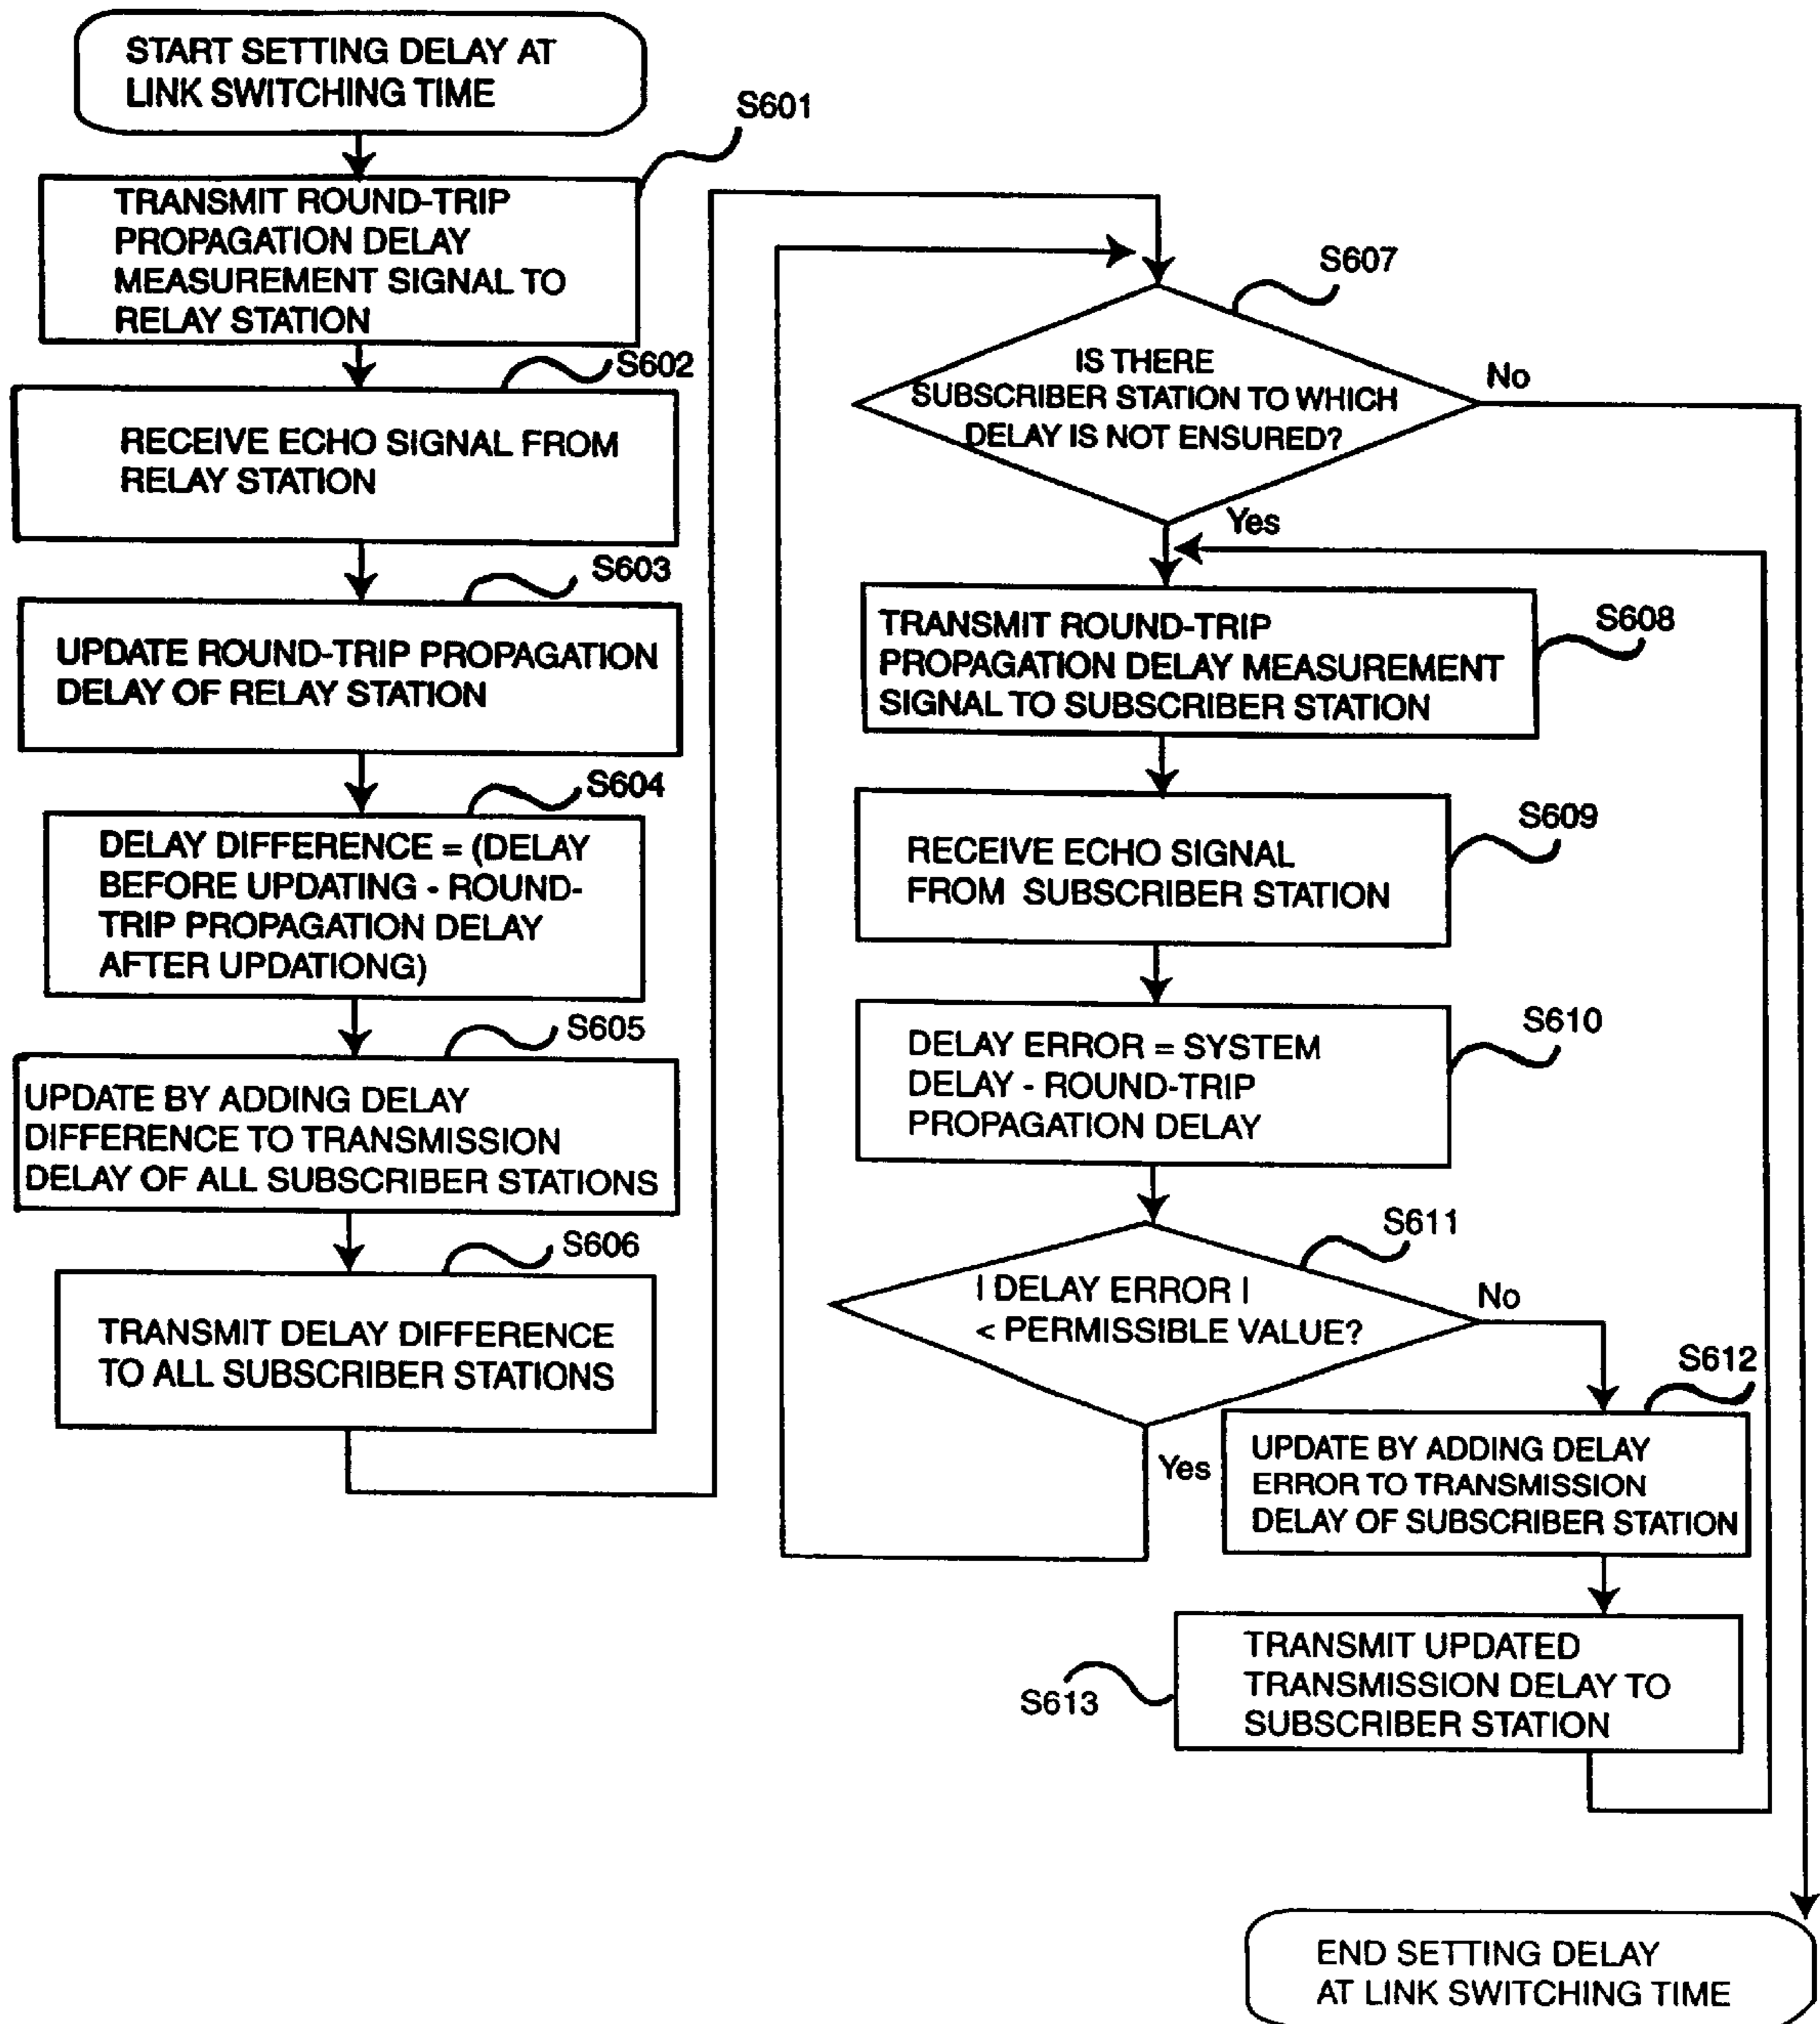 START SETTING DELAY AT
LINK SWITCHING TIME
S601
TRANSMIT ROUND-TRIP
PROPAGATION DELAY
MEASUREMENT SIGNAL TO
RELAY STATION
S602
RECEIVE ECHO SIGNAL FROM
RELAY STATION
S603
UPDATE ROUND-TRIP PROPAGATION
DELAY OF RELAY STATION
S604
DELAY DIFFERENCE = (DELAY
BEFORE UPDATING - ROUND-
TRIP PROPAGATION DELAY
AFTER UPDATIONG)
S605
UPDATE BY ADDING DELAY
DIFFERENCE TO TRANSMISSION
DELAY OF ALL SUBSCRIBER STATIONS
S606
TRANSMIT DELAY DIFFERENCE
TO ALL SUBSCRIBER STATIONS
S607
IS THERE
SUBSCRIBER STATION TO WHICH
DELAY IS NOT ENSURED?
No
Yes
S608
TRANSMIT ROUND-TRIP
PROPAGATION DELAY MEASUREMENT
SIGNAL TO SUBSCRIBER STATION
S609
RECEIVE ECHO SIGNAL
FROM SUBSCRIBER STATION
S610
DELAY ERROR = SYSTEM
DELAY - ROUND-TRIP
PROPAGATION DELAY
S611
I DELAY ERROR I
< PERMISSIBLE VALUE?
No
Yes
S612
UPDATE BY ADDING DELAY
ERROR TO TRANSMISSION
DELAY OF SUBSCRIBER STATION
S613
TRANSMIT UPDATED
TRANSMISSION DELAY TO
SUBSCRIBER STATION
END SETTING DELAY
AT LINK SWITCHING TIME